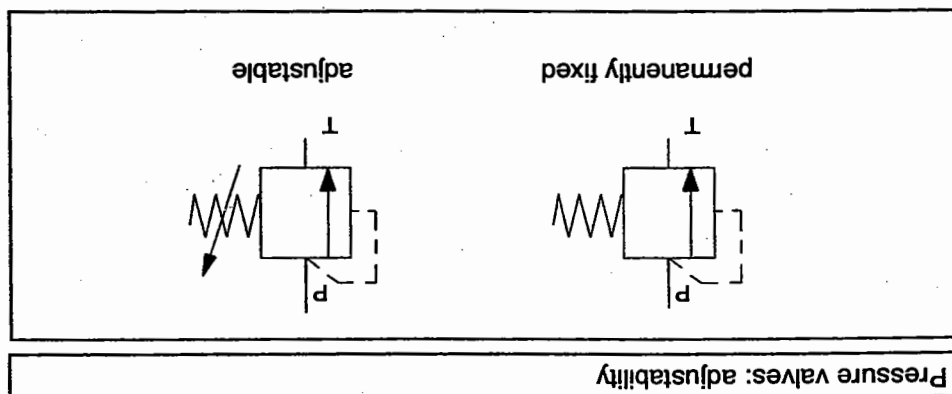 Pressure valves: adjustability
P
P
T
T
permanently fixed
adjustable